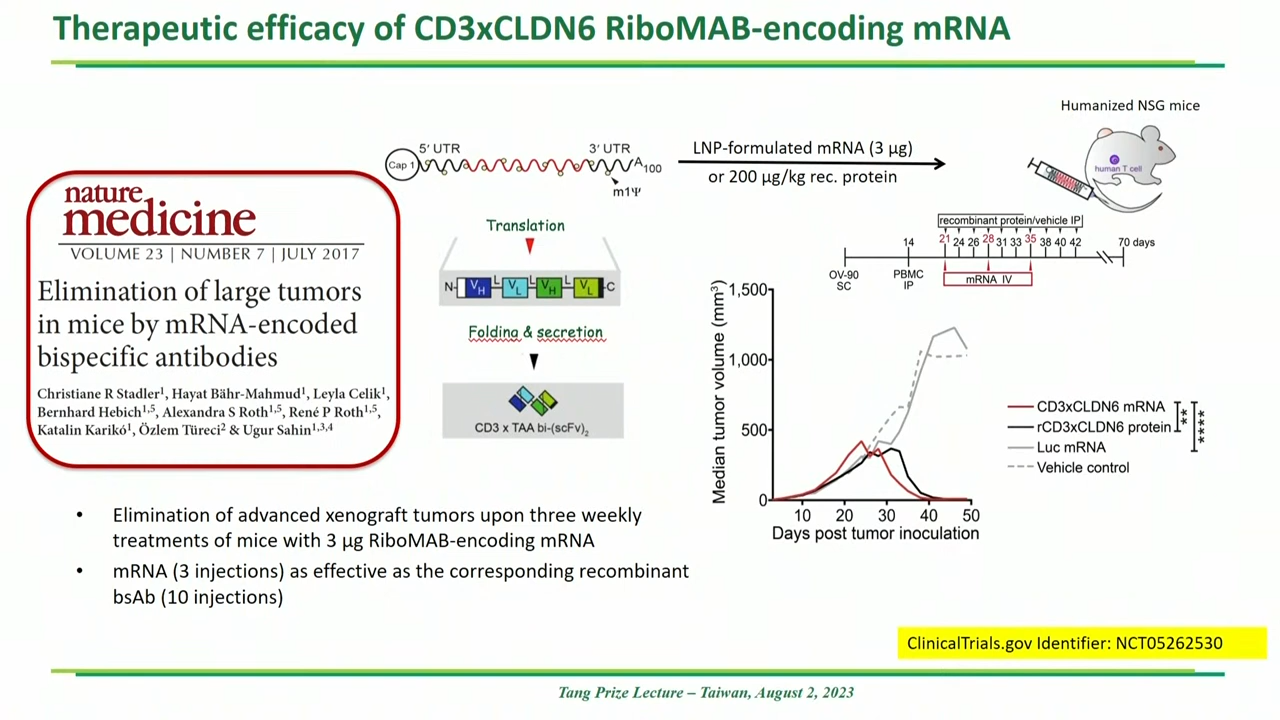 Therapeutic efficacy of CD3xCLDN6 RiboMAB-encoding mRNA
nature
medicine
VOLUME 23 | NUMBER 7 | JULY 2017
Elimination of large tumors
in mice by mRNA-encoded
bispecific antibodies
Christiane R Stadler¹, Hayat Bähr-Mahmud¹, Leyla Celik¹,
Bernhard Hebich¹,⁵, Alexandra S Roth¹,⁵, René P Roth¹,⁵,
Katalin Karikó¹, Özlem Türeci² & Ugur Sahin¹,³,⁴
Cap 1
5′ UTR
3′ UTR
A100
m1Ψ
Translation
N
VH
L
VL
L
VH
L
VL
C
Folding & secretion
CD3 x TAA bi-(scFv)2
LNP-formulated mRNA (3 µg)
or 200 µg/kg rec. protein
Humanized NSG mice
human T cell
recombinant protein/vehicle IP
14 21 24 26 28 31 33 35 38 40 42 70 days
OV-90
SC
PBMC
IP
mRNA IV
Median tumor volume (mm³)
1,500
1,000
500
0
10 20 30 40 50
Days post tumor inoculation
CD3xCLDN6 mRNA
rCD3xCLDN6 protein
Luc mRNA
Vehicle control
**
****
• Elimination of advanced xenograft tumors upon three weekly
treatments of mice with 3 µg RiboMAB-encoding mRNA
• mRNA (3 injections) as effective as the corresponding recombinant
bsAb (10 injections)
ClinicalTrials.gov Identifier: NCT05262530
Tang Prize Lecture – Taiwan, August 2, 2023